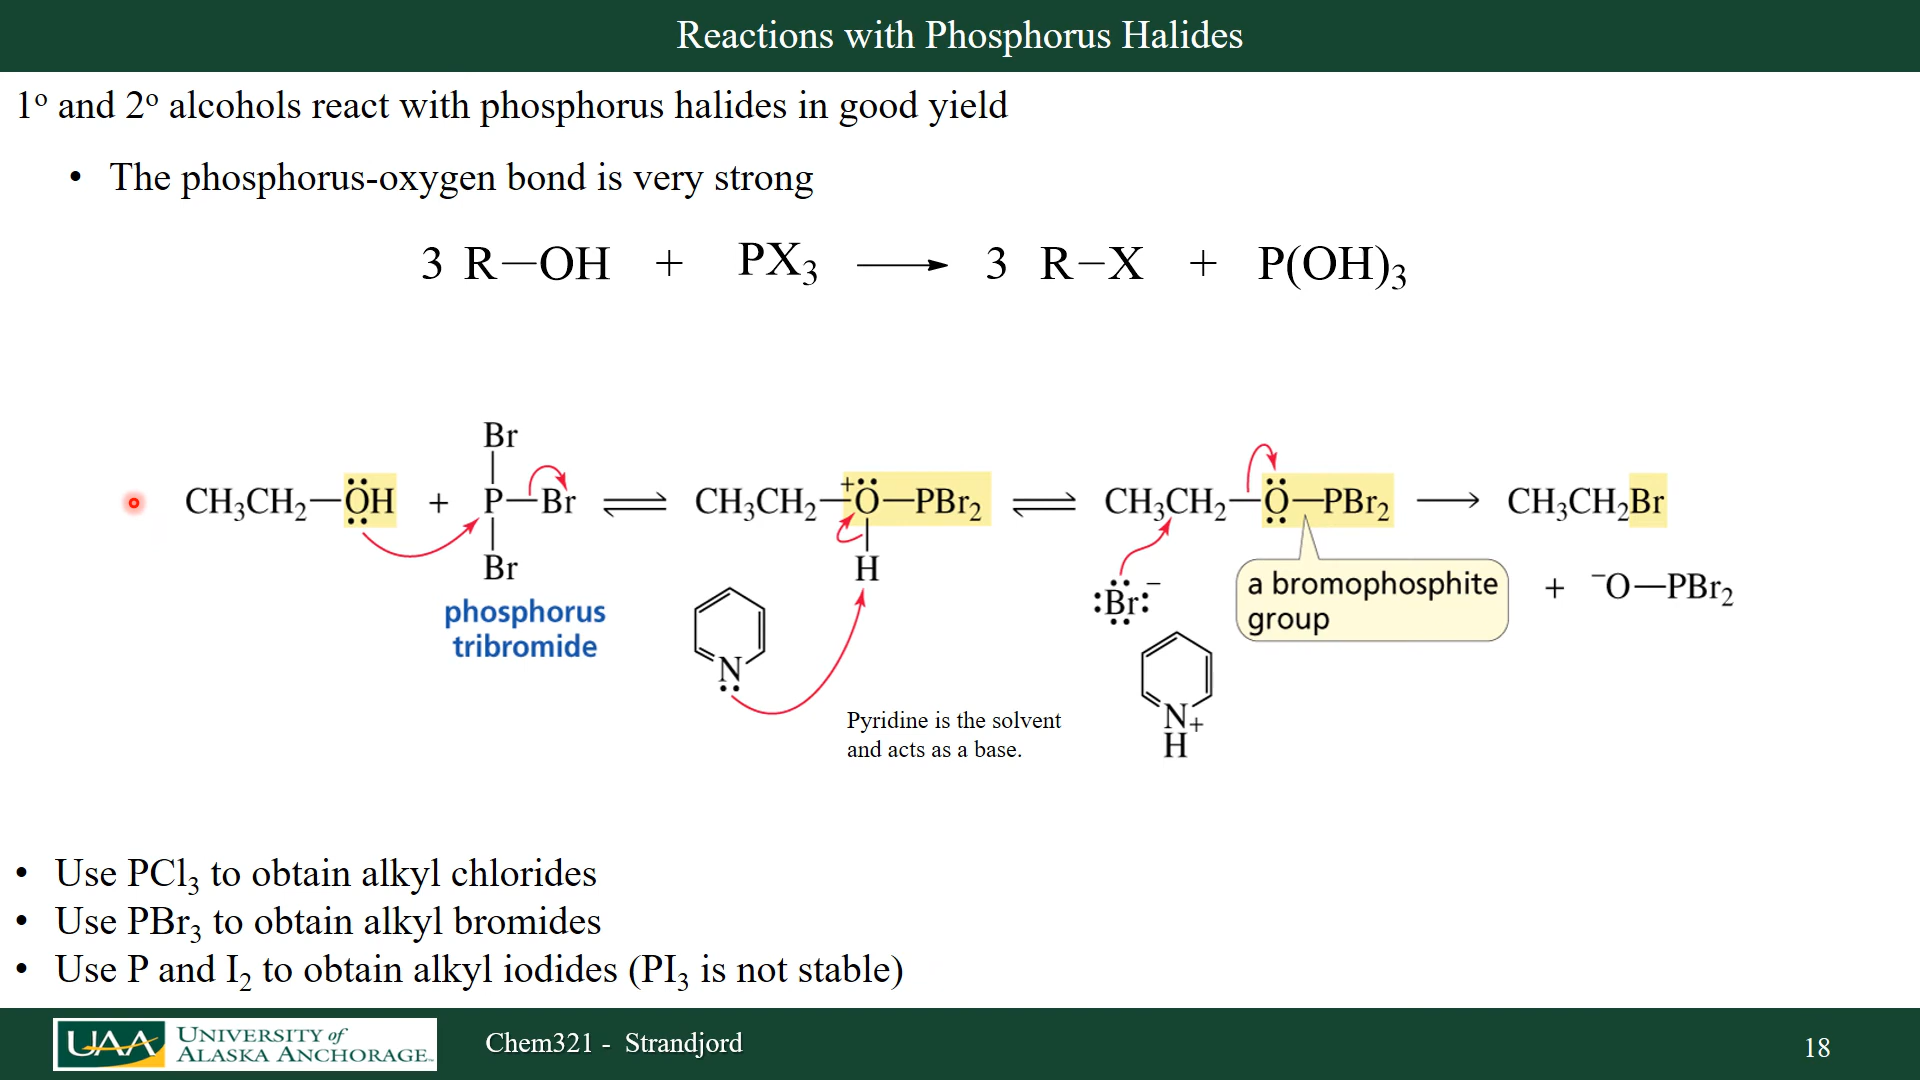 Reactions with Phosphorus Halides
1º and 2º alcohols react with phosphorus halides in good yield
• The phosphorus-oxygen bond is very strong
3 R—OH + PX₃ ⟶ 3 R—X + P(OH)₃
Br
CH₃CH₂—ÖH + P—Br ⇌ CH₃CH₂—⁺Ö—PBr₂ ⇌ CH₃CH₂—Ö—PBr₂ ⟶ CH₃CH₂Br
Br
H
phosphorus
tribromide
:Br:⁻
a bromophosphite
group
+ ⁻O—PBr₂
N
N+
H
Pyridine is the solvent
and acts as a base.
• Use PCl₃ to obtain alkyl chlorides
• Use PBr₃ to obtain alkyl bromides
• Use P and I₂ to obtain alkyl iodides (PI₃ is not stable)
UAA UNIVERSITY of
ALASKA ANCHORAGE
Chem321 - Strandjord
18